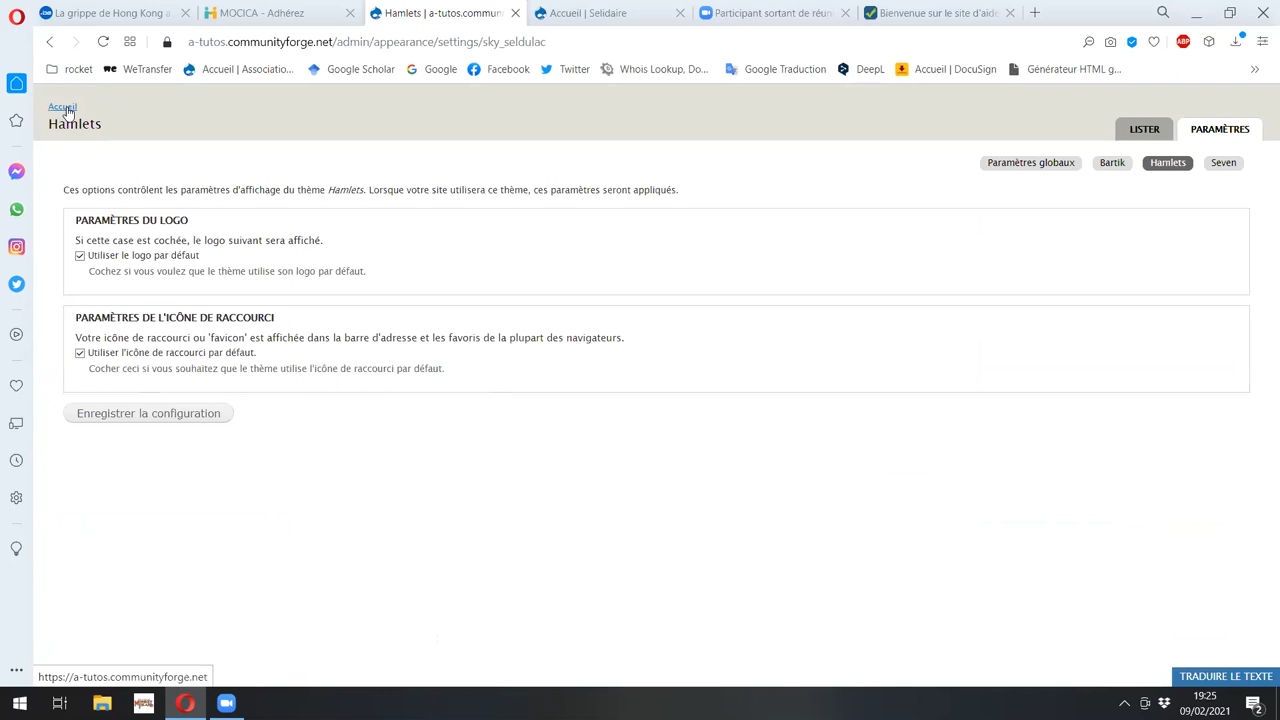 La grippe de Hong Kong a
MOCICA - Adhérez
Hamlets | a-tutos.commun
Accueil | Selidaire
Participant sortant de réun
Bienvenue sur le site d'aide
a-tutos.communityforge.net/admin/appearance/settings/cky_seldulac
rocket
WeTransfer
Accueil | Associatio...
Google Scholar
Google
Facebook
Twitter
Whois Lookup, Do...
Google Traduction
DeepL
Accueil | DocuSign
Générateur HTML g...
Accueil
Hamlets
LISTER
PARAMÈTRES
Paramètres globaux
Bartik
Hamlets
Seven
Ces options contrôlent les paramètres d'affichage du thème Hamlets. Lorsque votre site utilisera ce thème, ces paramètres seront appliqués.
PARAMÈTRES DU LOGO
Si cette case est cochée, le logo suivant sera affiché.
Utiliser le logo par défaut
Cochez si vous voulez que le thème utilise son logo par défaut.
PARAMÈTRES DE L'ICÔNE DE RACCOURCI
Votre icône de raccourci ou 'favicon' est affichée dans la barre d'adresse et les favoris de la plupart des navigateurs.
Utiliser l'icône de raccourci par défaut.
Cocher ceci si vous souhaitez que le thème utilise l'icône de raccourci par défaut.
Enregistrer la configuration
https://a-tutos.communityforge.net
TRADUIRE LE TEXTE
19:25
09/02/2021
2